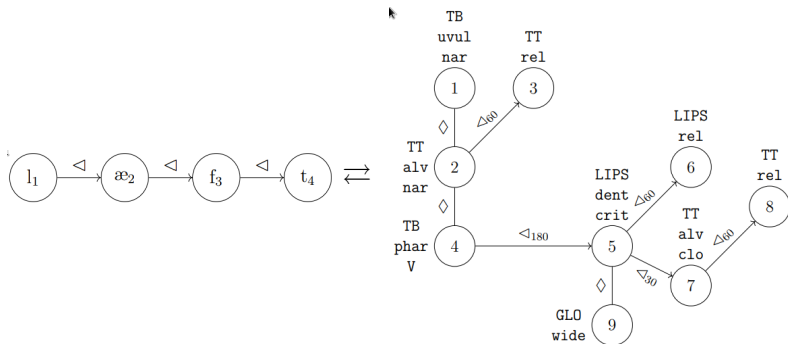 l₁ ◁ æ₂ ◁ f₃ ◁ t₄ ⇌
TB
uvul
nar
1
TT
rel
3
◊
◁60
TT
alv
nar
2
◊
TB
phar
V
4
◁180
LIPS
dent
crit
5
◁60
LIPS
rel
6
◁30
TT
alv
clo
7
◁60
TT
rel
8
◊
GLO
wide
9